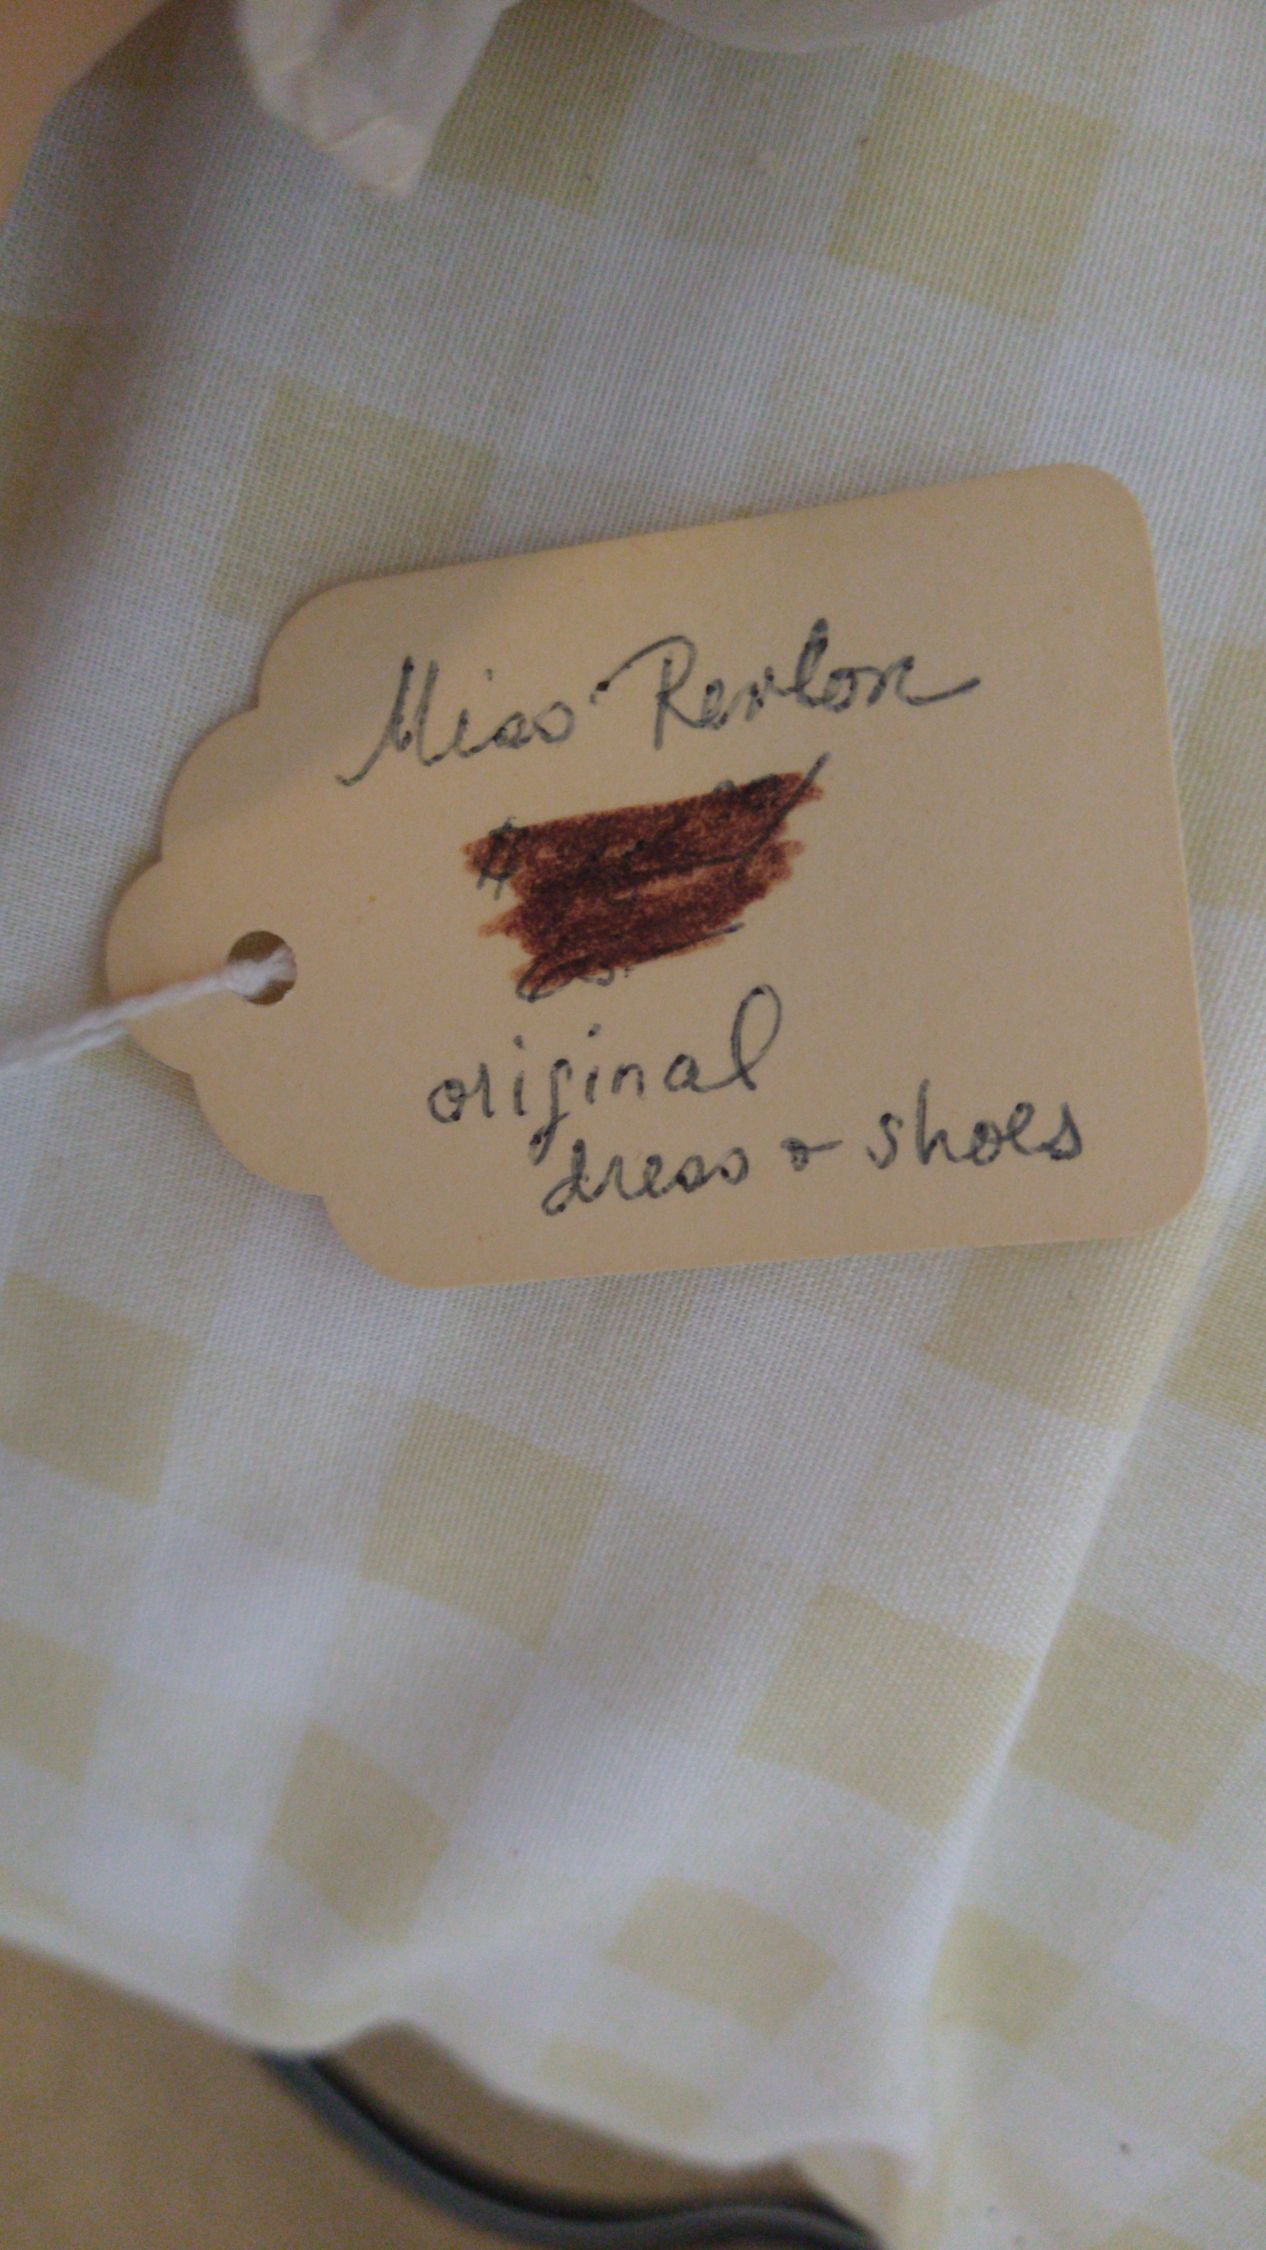 Miss Revlon
original
dress & shoes